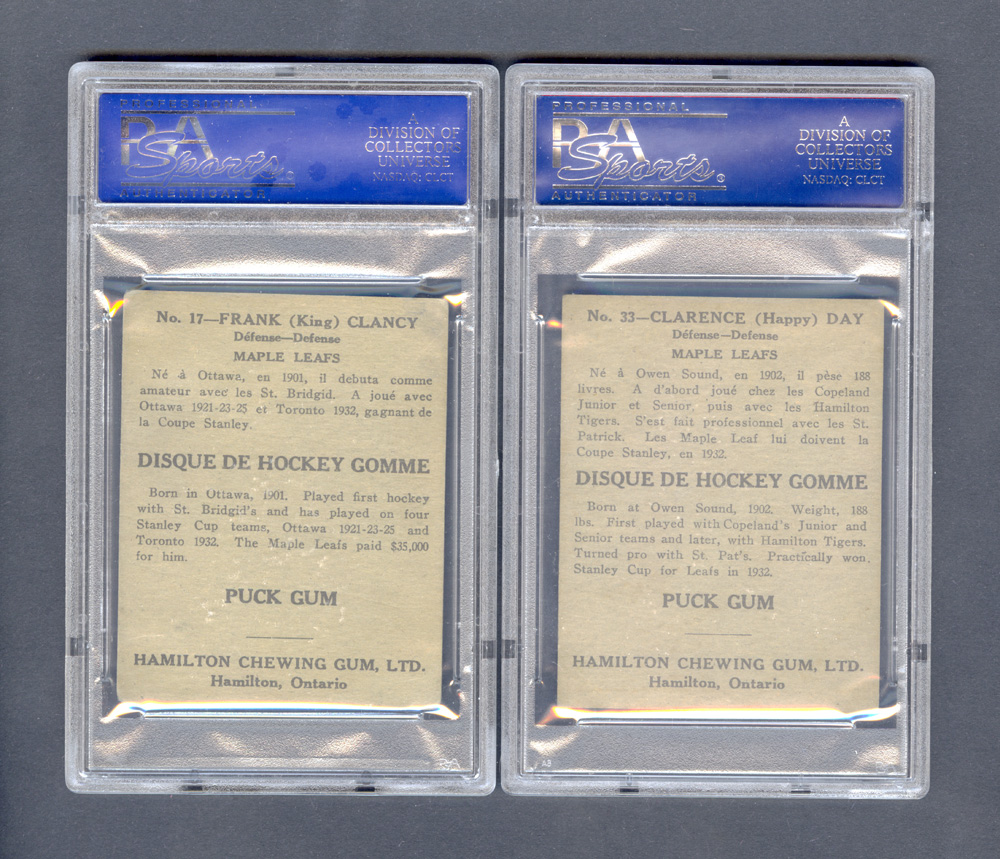 PROFESSIONAL
PSA
Sports
AUTHENTICATOR
A
DIVISION OF
COLLECTORS
UNIVERSE
NASDAQ: CLCT
No. 17—FRANK (King) CLANCY
Défense—Defense
MAPLE LEAFS
Né à Ottawa, en 1901, il debuta comme
amateur avec les St. Bridgid. A joué avec
Ottawa 1921-23-25 et Toronto 1932, gagnant de
la Coupe Stanley.
DISQUE DE HOCKEY GOMME
Born in Ottawa, 1901. Played first hockey
with St. Bridgid's and has played on four
Stanley Cup teams, Ottawa 1921-23-25 and
Toronto 1932. The Maple Leafs paid $35,000
for him.
PUCK GUM
HAMILTON CHEWING GUM, LTD.
Hamilton, Ontario
PROFESSIONAL
PSA
Sports®
AUTHENTICATOR
A
DIVISION OF
COLLECTORS
UNIVERSE
NASDAQ: CLCT
No. 33—CLARENCE (Happy) DAY
Défense—Defense
MAPLE LEAFS
Né à Owen Sound, en 1902, il pèse 188
livres. A d'abord joué chez les Copeland
Junior et Senior, puis avec les Hamilton
Tigers. S'est fait professionnel avec les St.
Patrick. Les Maple Leaf lui doivent la
Coupe Stanley, en 1932.
DISQUE DE HOCKEY GOMME
Born at Owen Sound, 1902. Weight, 188
lbs. First played with Copeland's Junior and
Senior teams and later, with Hamilton Tigers.
Turned pro with St. Pat's. Practically won
Stanley Cup for Leafs in 1932.
PUCK GUM
HAMILTON CHEWING GUM, LTD.
Hamilton, Ontario